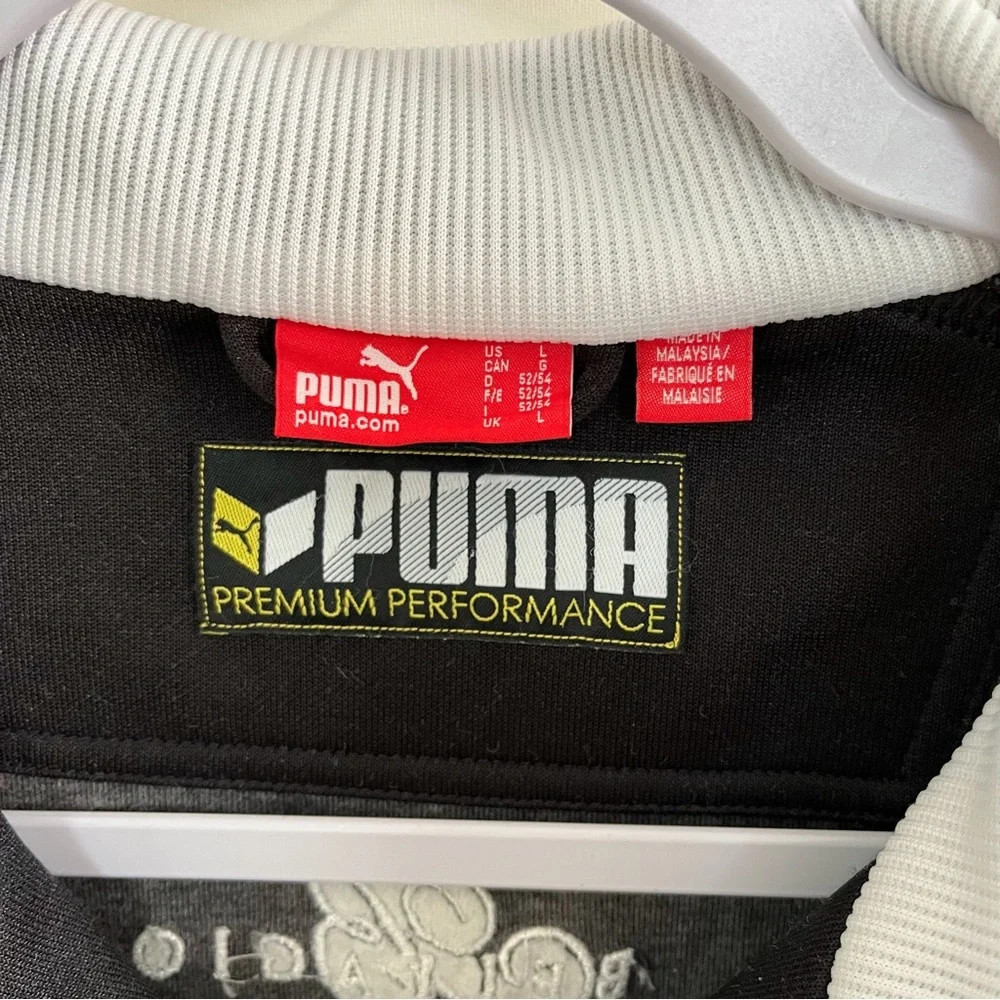 PUMA®
puma.com
US L
CAN G
D 52/54
F/E 52/54
I 52/54
UK L
MADE IN
MALAYSIA/
FABRIQUÉ EN
MALAISIE
PUMA
PREMIUM PERFORMANCE